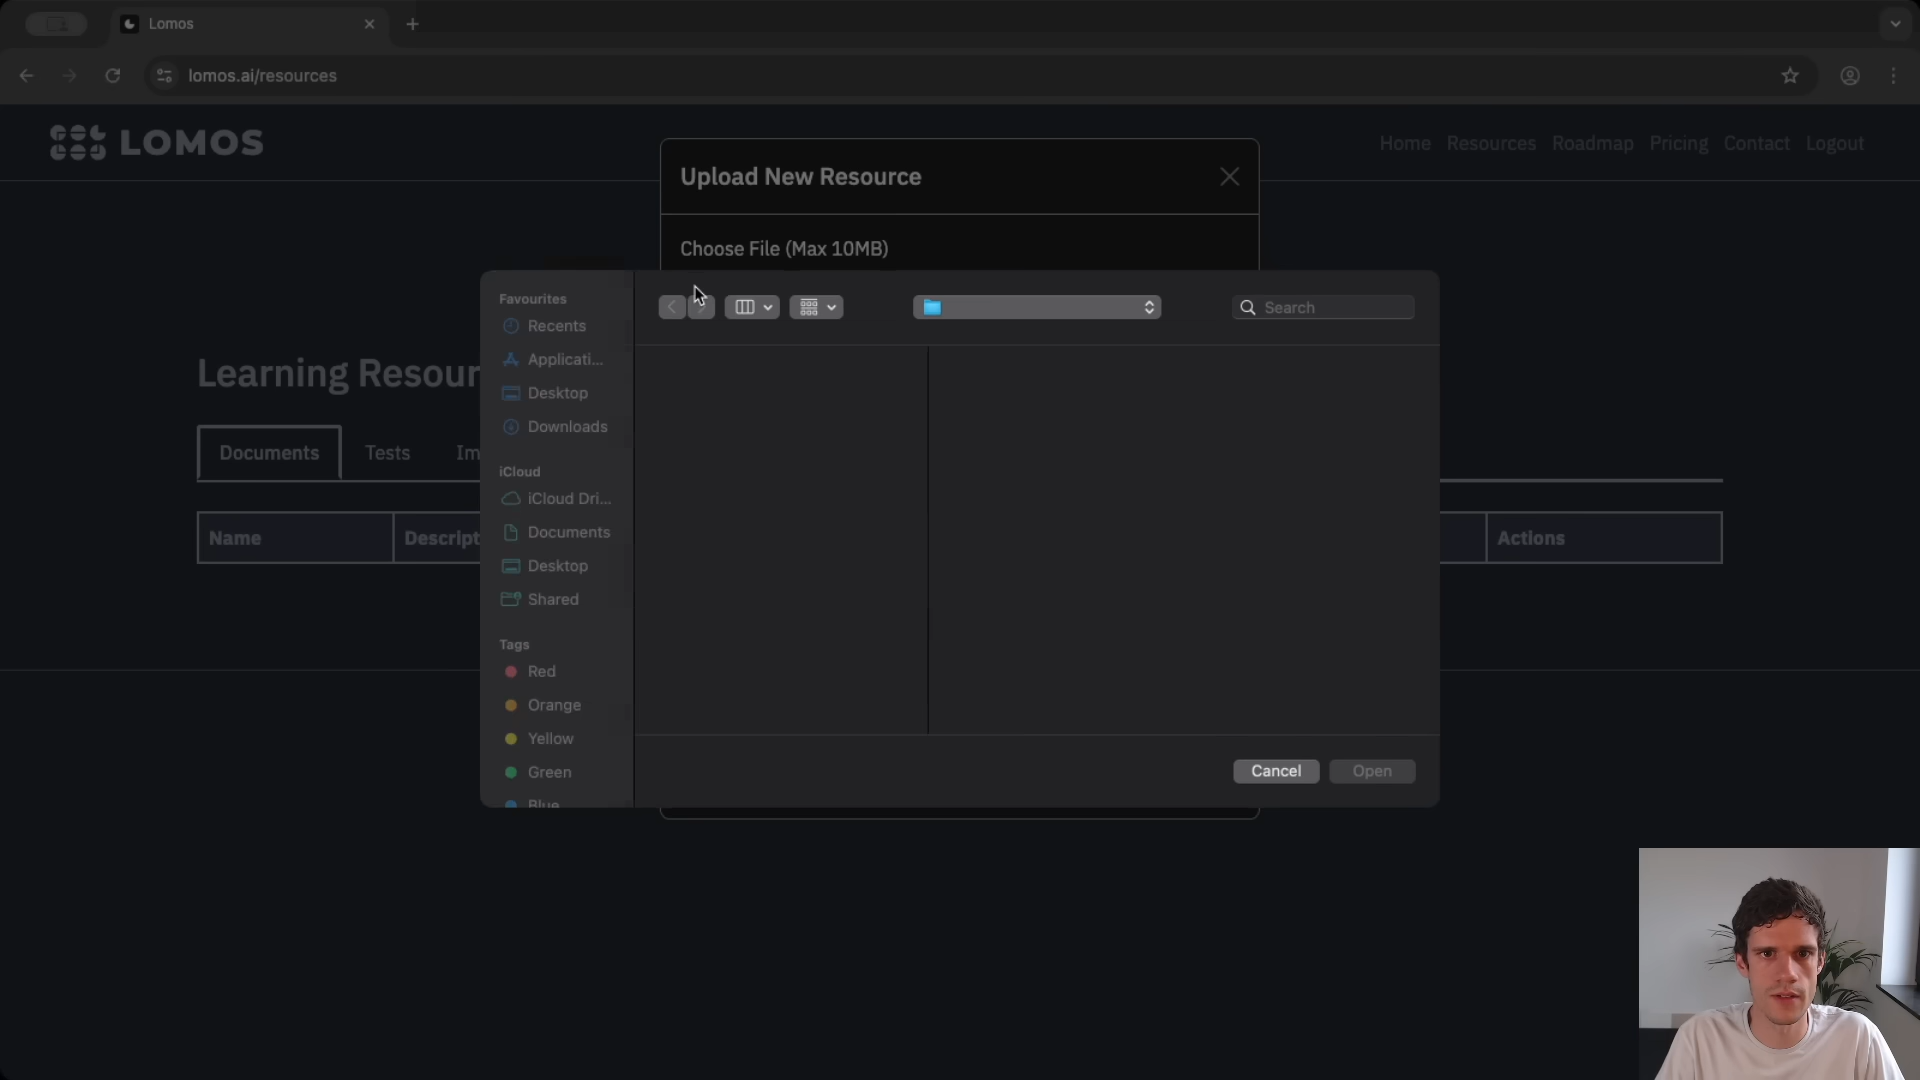 Lomos
lomos.ai/resources
LOMOS
Home Resources Roadmap Pricing Contact Logout
Upload New Resource
Choose File (Max 10MB)
Favourites
Recents
Applicati...
Desktop
Downloads
iCloud
iCloud Dri...
Documents
Desktop
Shared
Tags
Red
Orange
Yellow
Green
Blue
Search
Cancel Open
Learning Resour
Documents Tests Im
Name Descript Actions